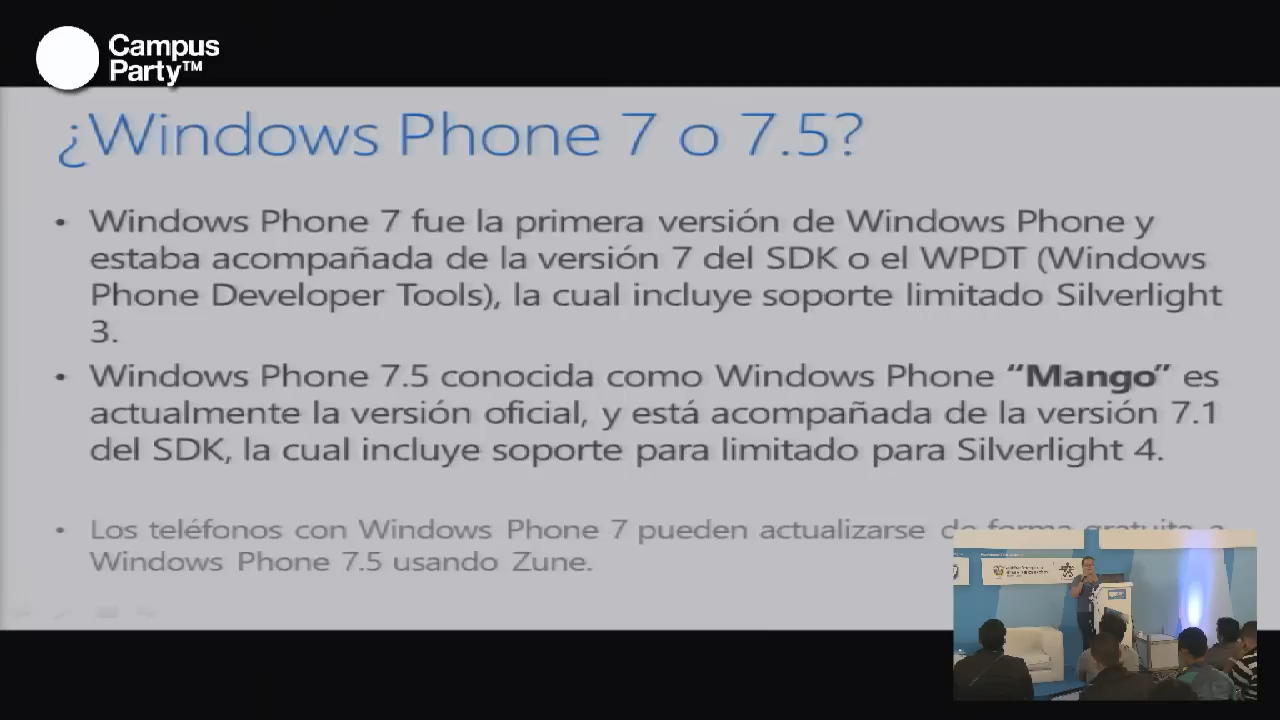 Campus
Party™
¿Windows Phone 7 o 7.5?
• Windows Phone 7 fue la primera versión de Windows Phone y
estaba acompañada de la versión 7 del SDK o el WPDT (Windows
Phone Developer Tools), la cual incluye soporte limitado Silverlight
3.
• Windows Phone 7.5 conocida como Windows Phone “Mango” es
actualmente la versión oficial, y está acompañada de la versión 7.1
del SDK, la cual incluye soporte para limitado para Silverlight 4.
• Los teléfonos con Windows Phone 7 pueden actualizarse de forma gratuita a
Windows Phone 7.5 usando Zune.